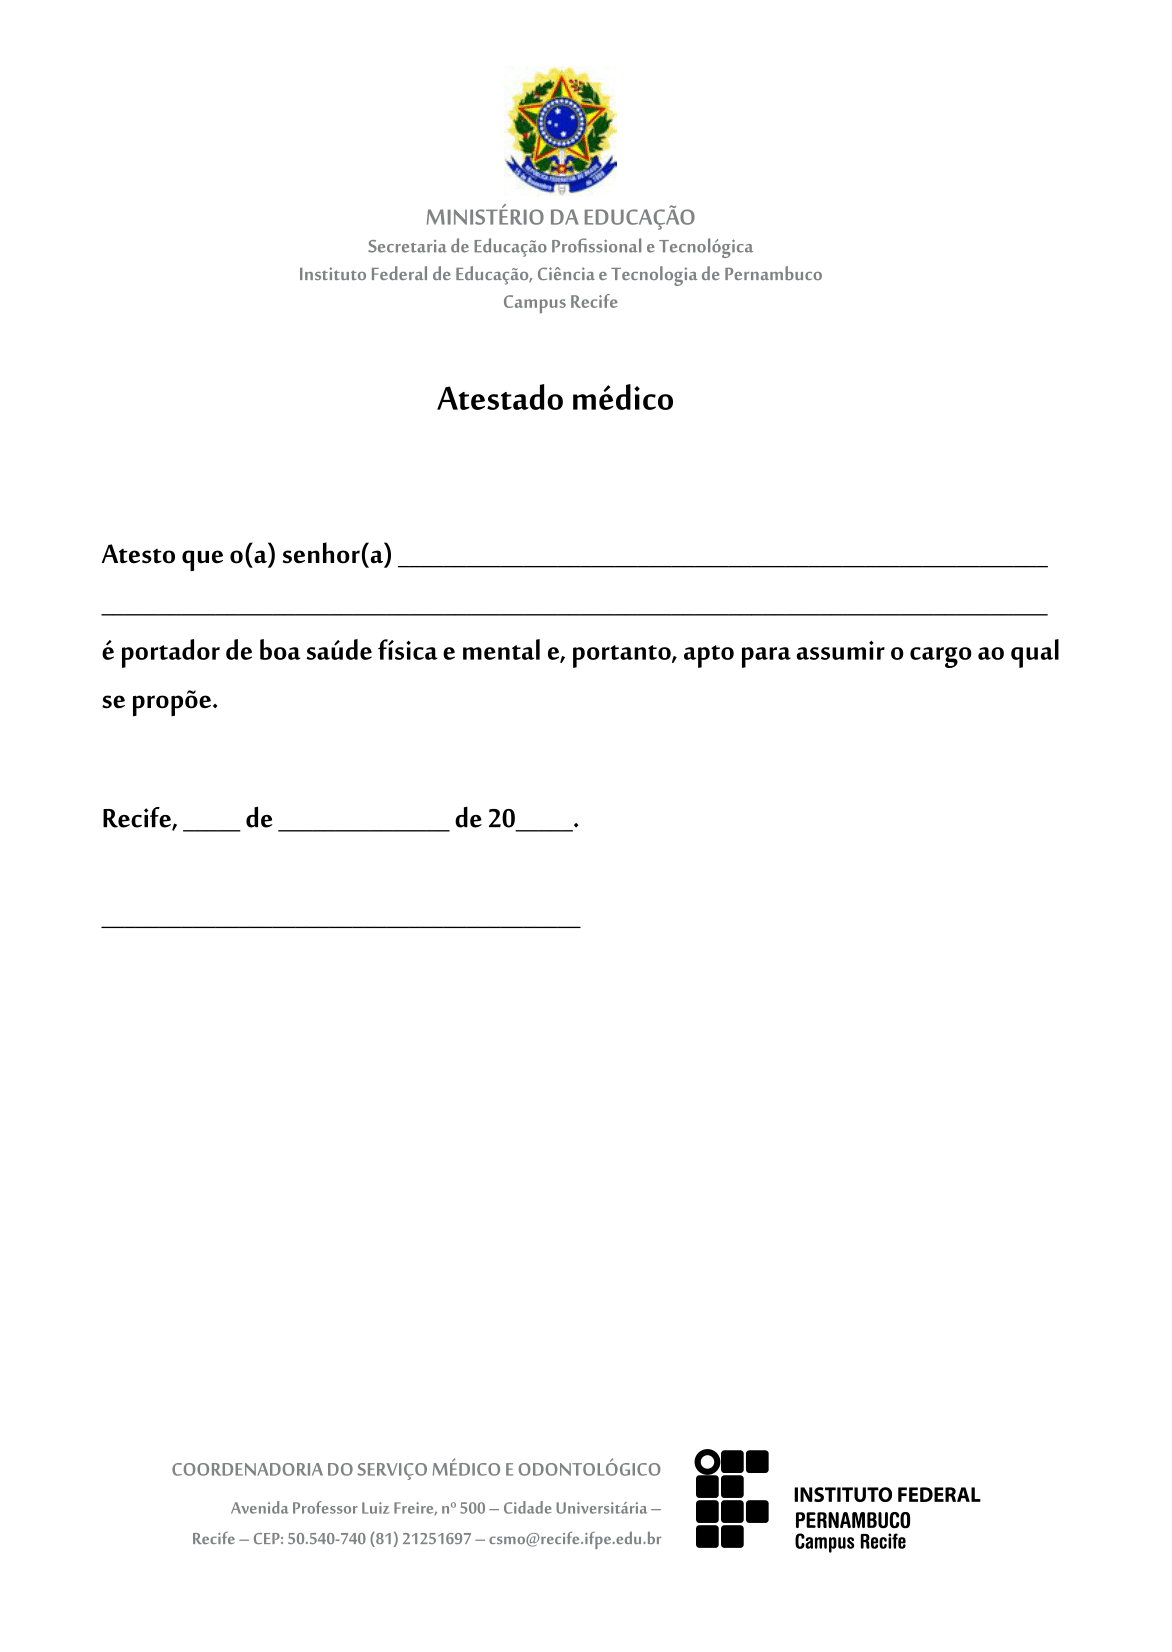 MINISTÉRIO DA EDUCAÇÃO
Secretaria de Educação Profissional e Tecnológica
Instituto Federal de Educação, Ciência e Tecnologia de Pernambuco
Campus Recife
Atestado médico
Atesto que o(a) senhor(a) ______________________________________________
___________________________________________________________________
é portador de boa saúde física e mental e, portanto, apto para assumir o cargo ao qual
se propõe.
Recife, ____ de ____________ de 20____.
__________________________________
COORDENADORIA DO SERVIÇO MÉDICO E ODONTOLÓGICO
Avenida Professor Luiz Freire, nº 500 – Cidade Universitária –
Recife – CEP: 50.540-740 (81) 21251697 – csmo@recife.ifpe.edu.br
INSTITUTO FEDERAL
PERNAMBUCO
Campus Recife